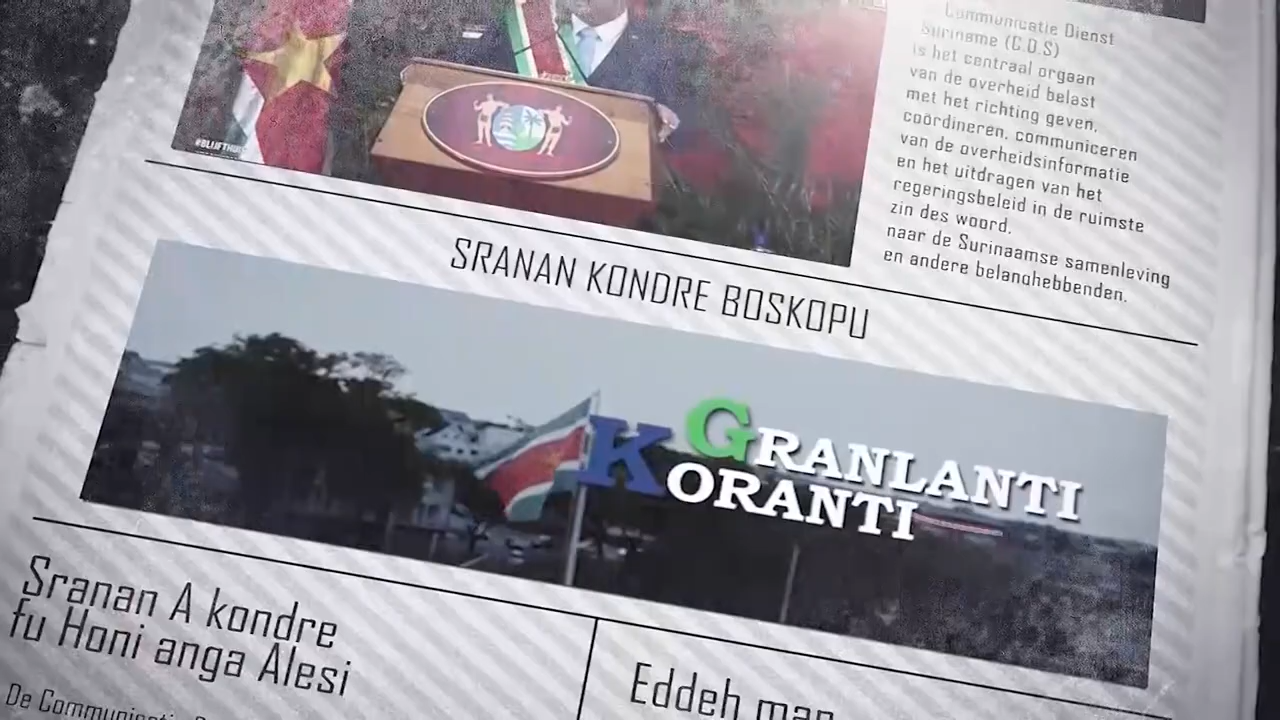 Communicatie Dienst
Suriname (C.D.S)
is het centraal orgaan
van de overheid belast
met het richting geven,
coördineren, communiceren
van de overheidsinformatie
en het uitdragen van het
regeringsbeleid in de ruimste
zin des woord,
naar de Surinaamse samenleving
en andere belanghebbenden.
SRANAN KONDRE BOSKOPU
GRANLANTI
KORANTI
Sranan A kondre
fu Honi anga Alesi
Eddeh man
De